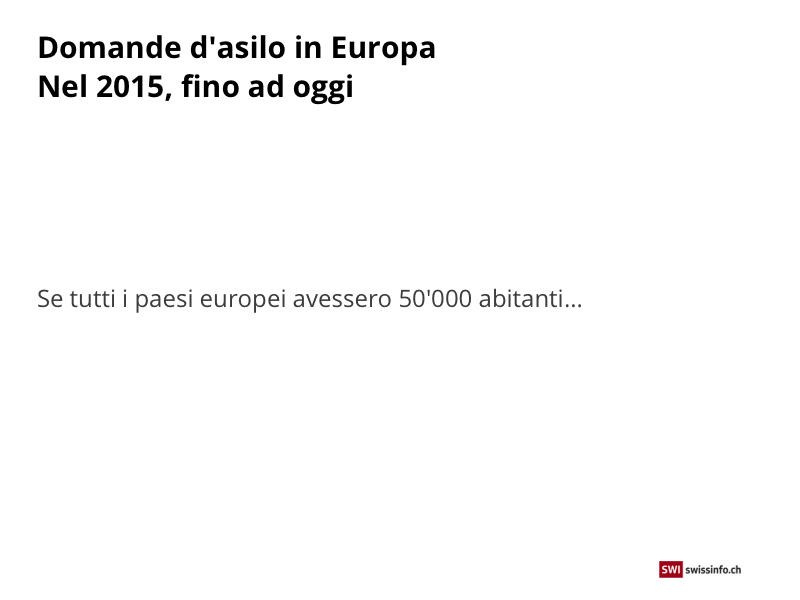 Domande d'asilo in Europa
Nel 2015, fino ad oggi
Se tutti i paesi europei avessero 50'000 abitanti...
SWI swissinfo.ch